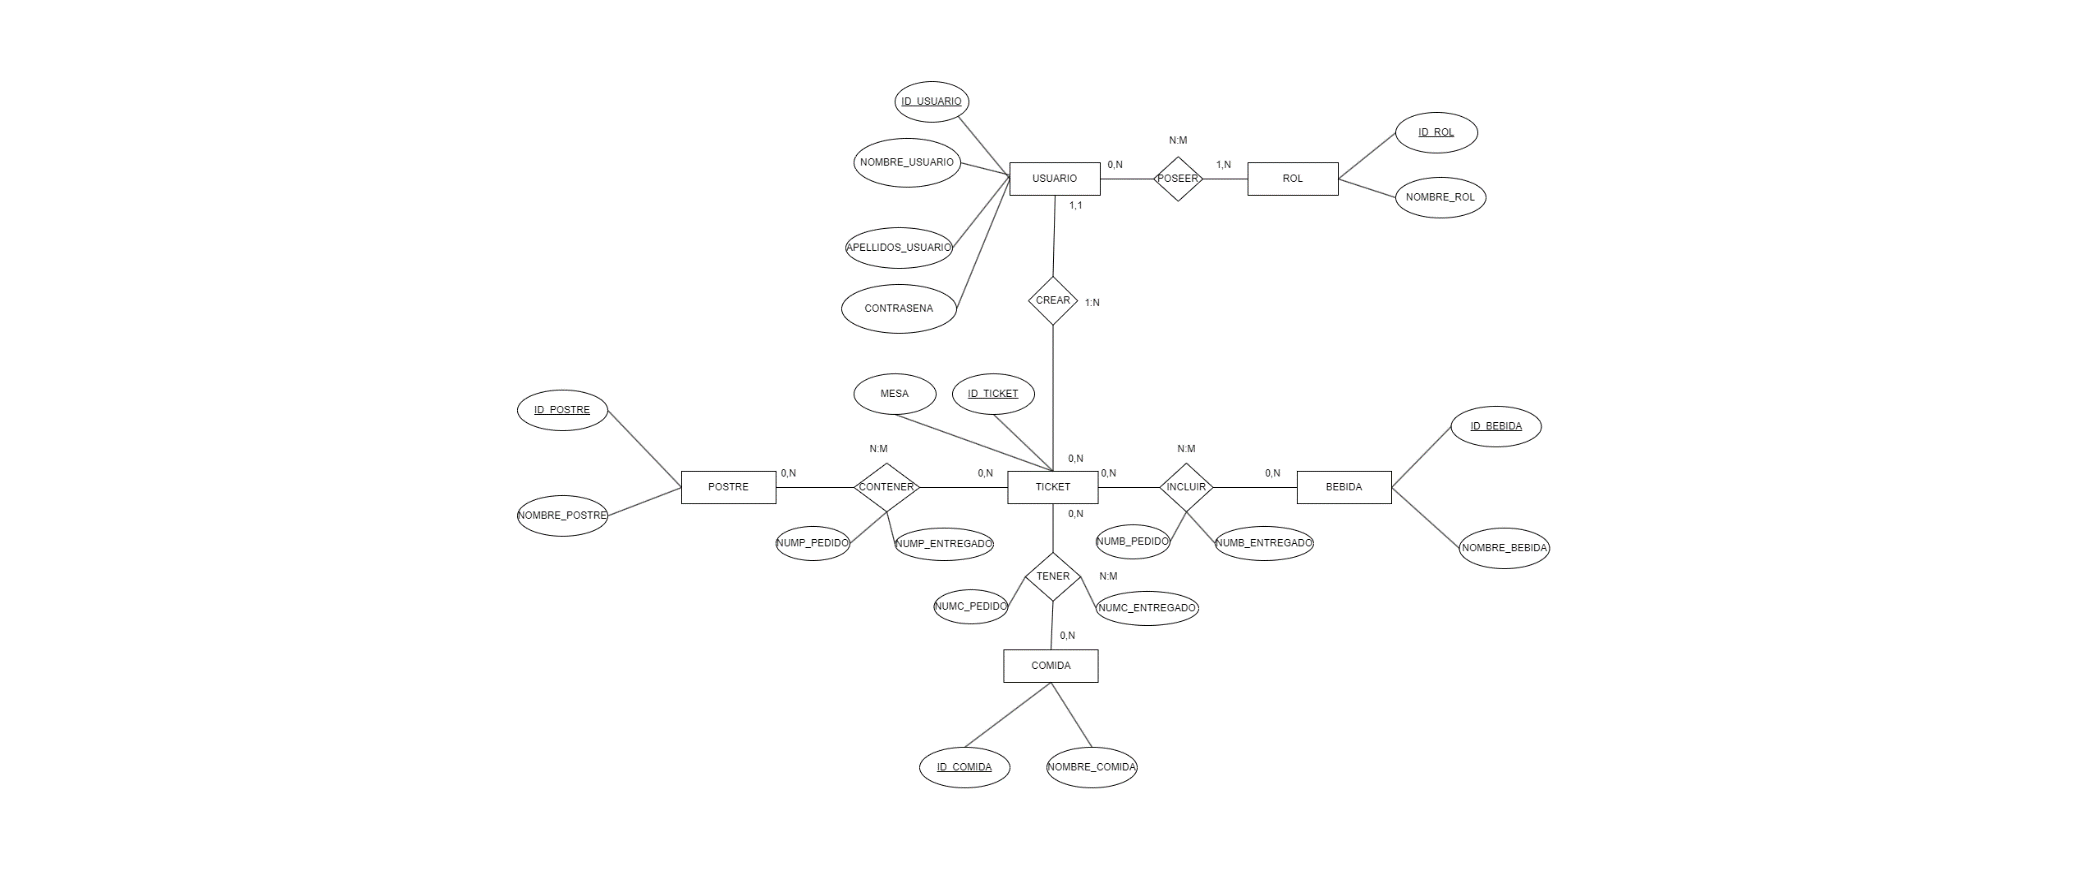 ID_USUARIO
ID_ROL
N:M
NOMBRE_USUARIO
0,N
1,N
USUARIO
POSEER
ROL
NOMBRE_ROL
1,1
APELLIDOS_USUARIO
CREAR
1:N
CONTRASENA
MESA
ID_TICKET
ID_POSTRE
ID_BEBIDA
N:M
0,N
N:M
0,N
0,N
0,N
0,N
POSTRE
CONTENER
TICKET
INCLUIR
BEBIDA
NOMBRE_POSTRE
0,N
NUMP_PEDIDO
NUMP_ENTREGADO
NUMB_PEDIDO
NUMB_ENTREGADO
NOMBRE_BEBIDA
TENER
N:M
NUMC_PEDIDO
NUMC_ENTREGADO
0,N
COMIDA
ID_COMIDA
NOMBRE_COMIDA